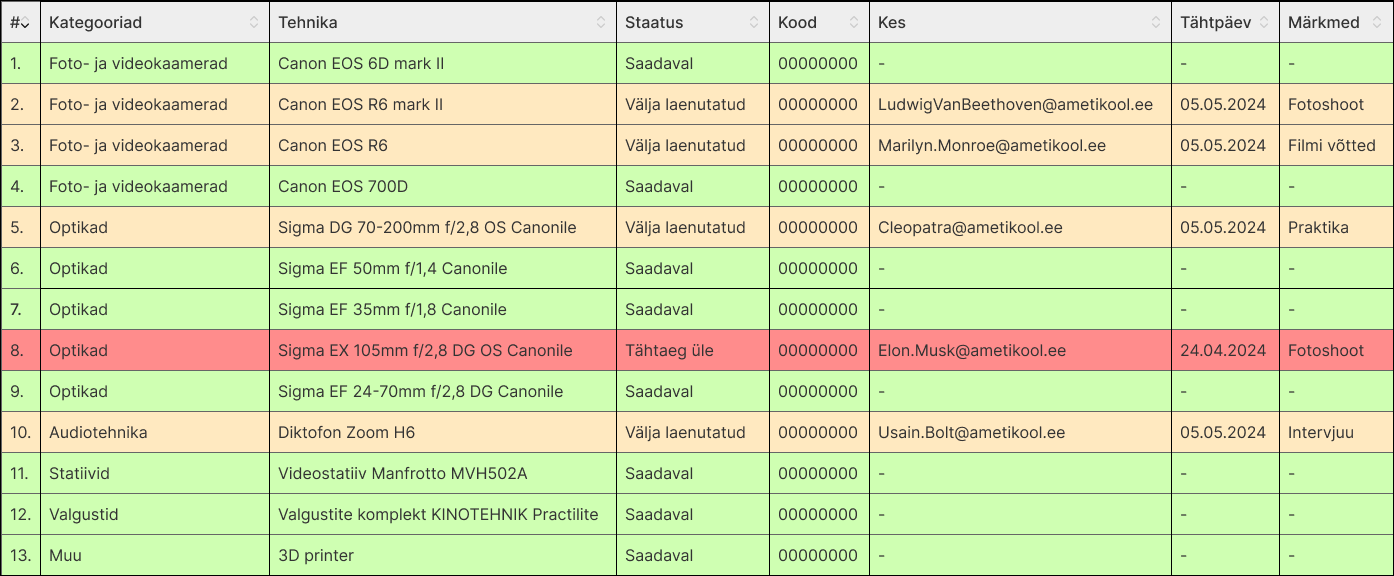 # Kategooriad Tehnika Staatus Kood Kes Tähtpäev Märkmed
1. Foto- ja videokaamerad Canon EOS 6D mark II Saadaval 00000000 - - -
2. Foto- ja videokaamerad Canon EOS R6 mark II Välja laenutatud 00000000 LudwigVanBeethoven@ametikool.ee 05.05.2024 Fotoshoot
3. Foto- ja videokaamerad Canon EOS R6 Välja laenutatud 00000000 Marilyn.Monroe@ametikool.ee 05.05.2024 Filmi võtted
4. Foto- ja videokaamerad Canon EOS 700D Saadaval 00000000 - - -
5. Optikad Sigma DG 70-200mm f/2,8 OS Canonile Välja laenutatud 00000000 Cleopatra@ametikool.ee 05.05.2024 Praktika
6. Optikad Sigma EF 50mm f/1,4 Canonile Saadaval 00000000 - - -
7. Optikad Sigma EF 35mm f/1,8 Canonile Saadaval 00000000 - - -
8. Optikad Sigma EX 105mm f/2,8 DG OS Canonile Tähtaeg üle 00000000 Elon.Musk@ametikool.ee 24.04.2024 Fotoshoot
9. Optikad Sigma EF 24-70mm f/2,8 DG Canonile Saadaval 00000000 - - -
10. Audiotehnika Diktofon Zoom H6 Välja laenutatud 00000000 Usain.Bolt@ametikool.ee 05.05.2024 Intervjuu
11. Statiivid Videostatiiv Manfrotto MVH502A Saadaval 00000000 - - -
12. Valgustid Valgustite komplekt KINOTEHNIK Practilite Saadaval 00000000 - - -
13. Muu 3D printer Saadaval 00000000 - - -